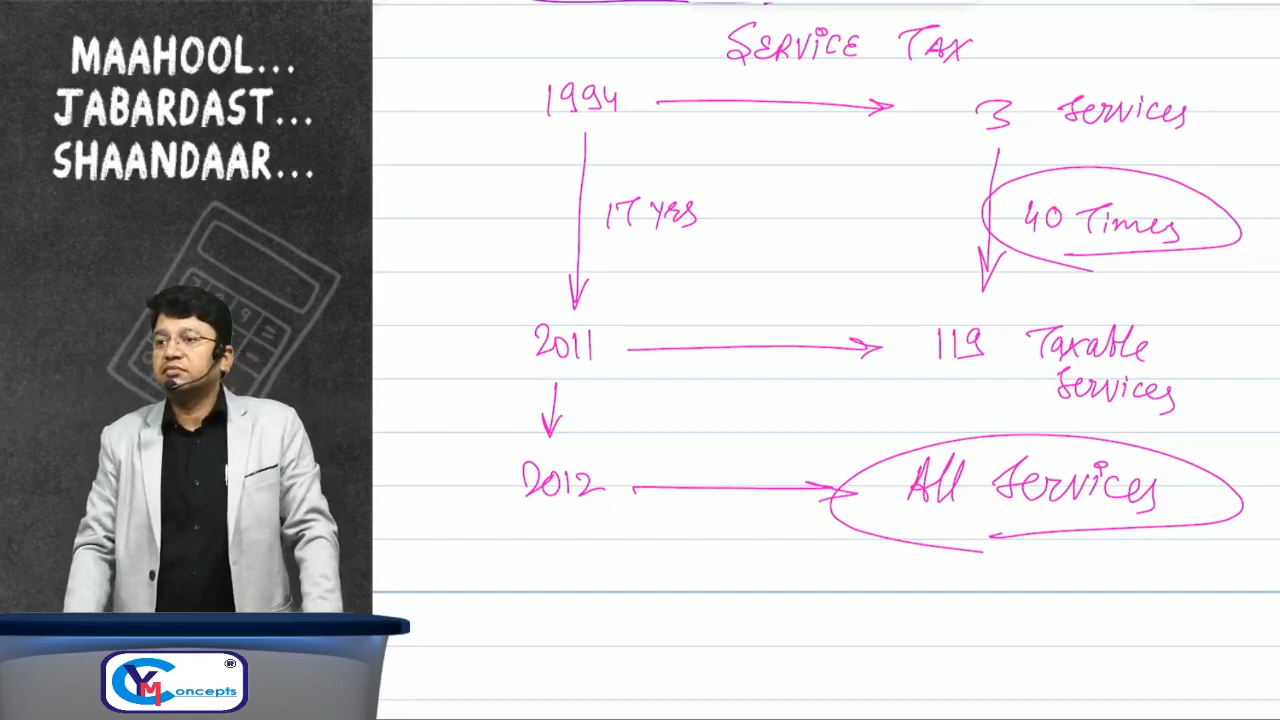 MAAHOOL...
JABARDAST...
SHAANDAAR...
SERVICE TAX
1994 3 Services
17 yrs 40 Times
2011 119 Taxable
Services
2012 All Services
CYM Concepts ®